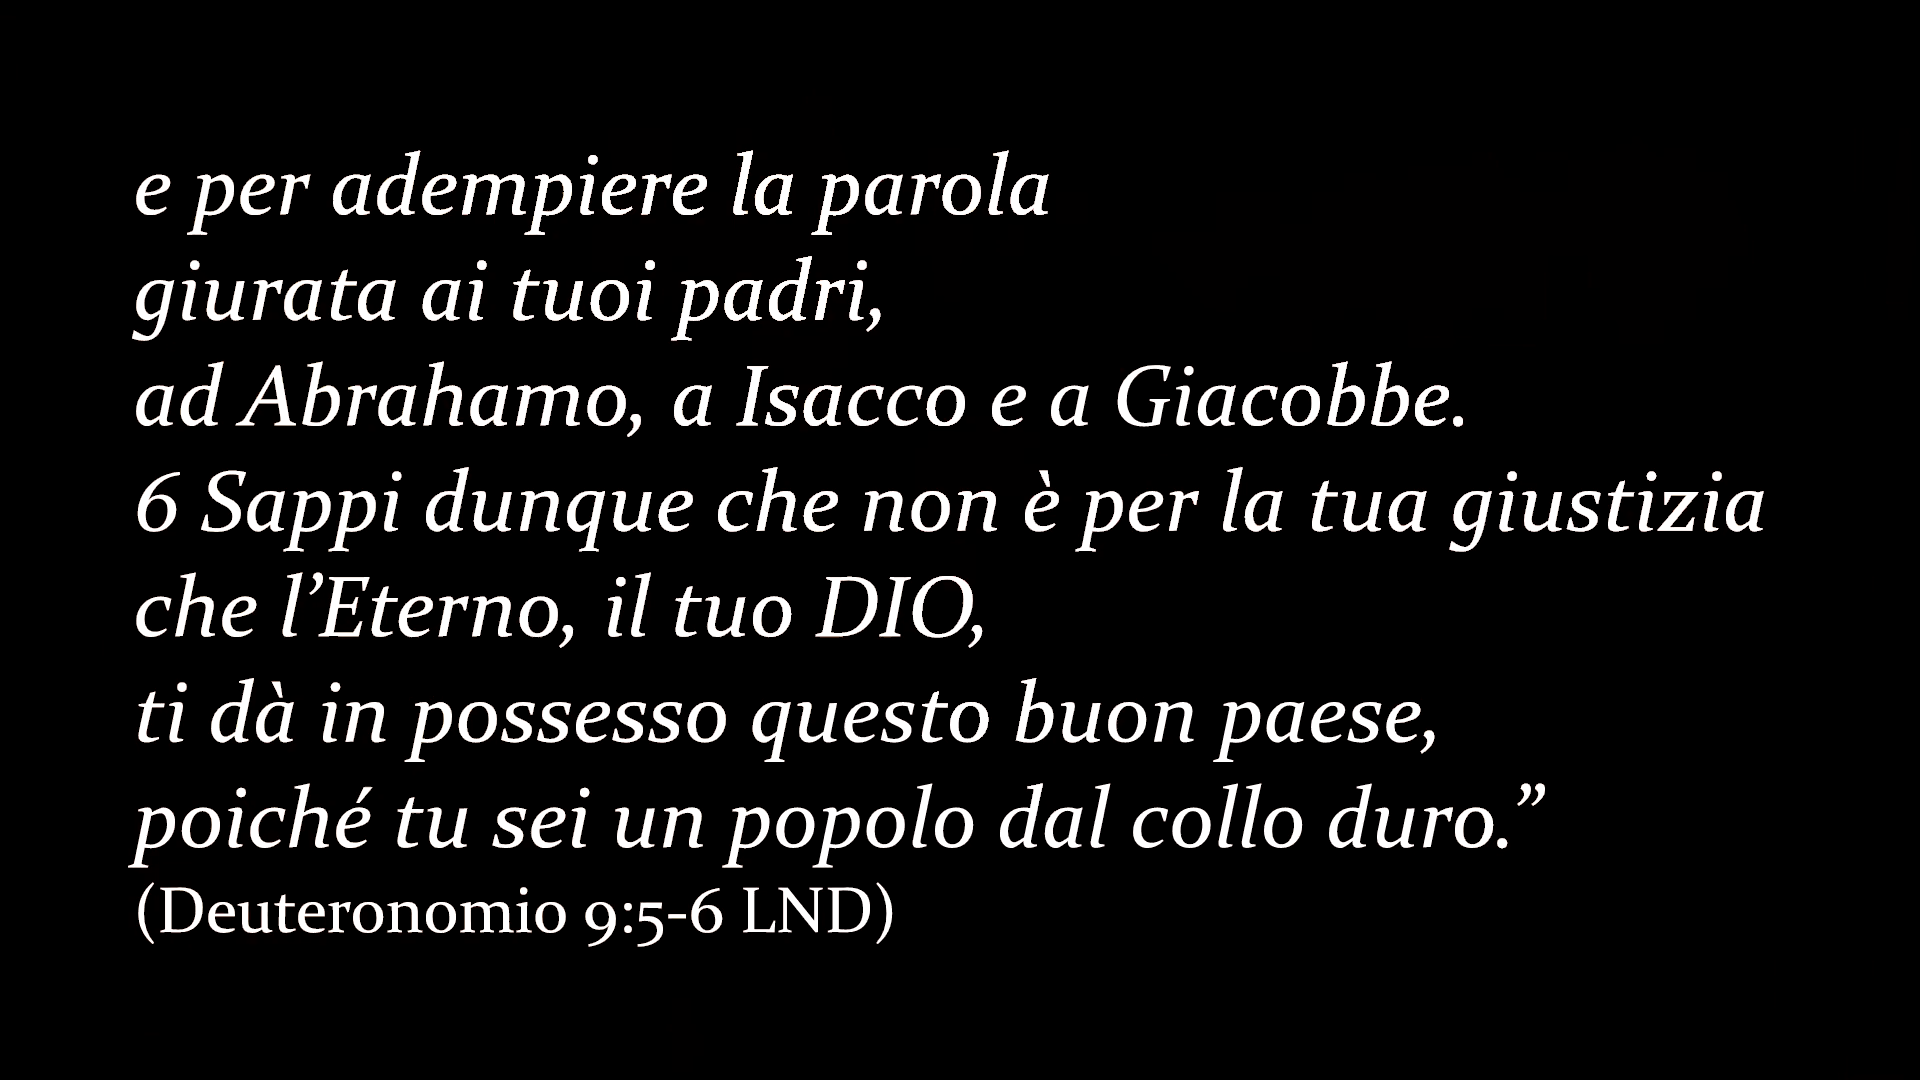 e per adempiere la parola
giurata ai tuoi padri,
ad Abrahamo, a Isacco e a Giacobbe.
6 Sappi dunque che non è per la tua giustizia
che l’Eterno, il tuo DIO,
ti dà in possesso questo buon paese,
poiché tu sei un popolo dal collo duro.”
(Deuteronomio 9:5-6 LND)